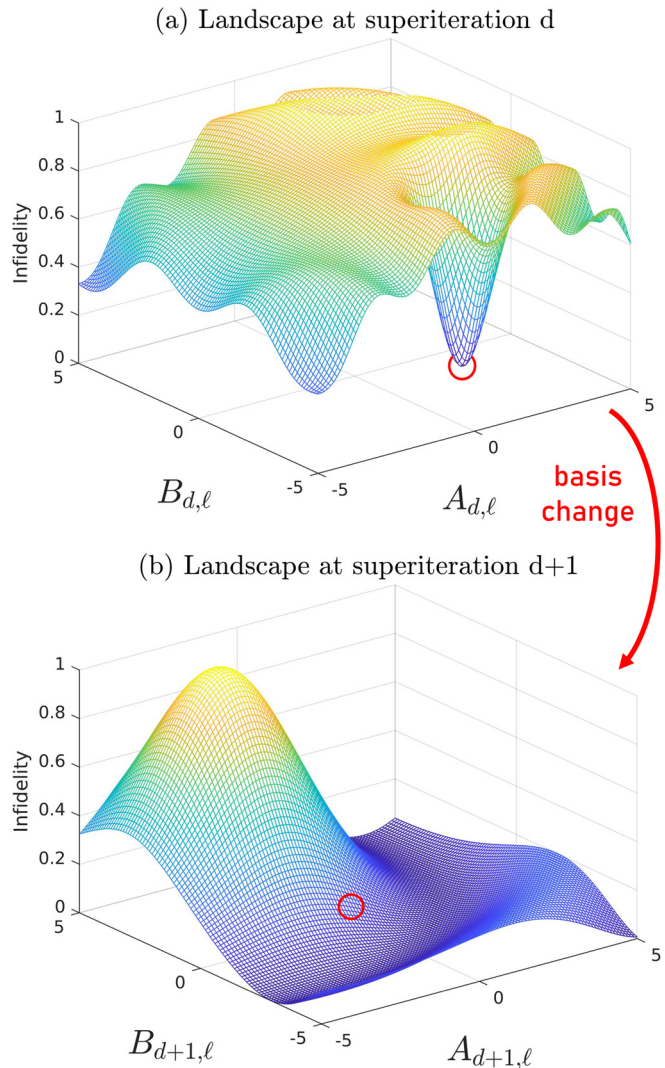 (a) Landscape at superiteration d
1
0.8
0.6
0.4
0.2
0
Infidelity
5
0
-5
B_{d,ℓ}
-5
0
5
A_{d,ℓ}
basis
change
(b) Landscape at superiteration d+1
1
0.8
0.6
0.4
0.2
0
Infidelity
5
0
-5
B_{d+1,ℓ}
-5
0
5
A_{d+1,ℓ}